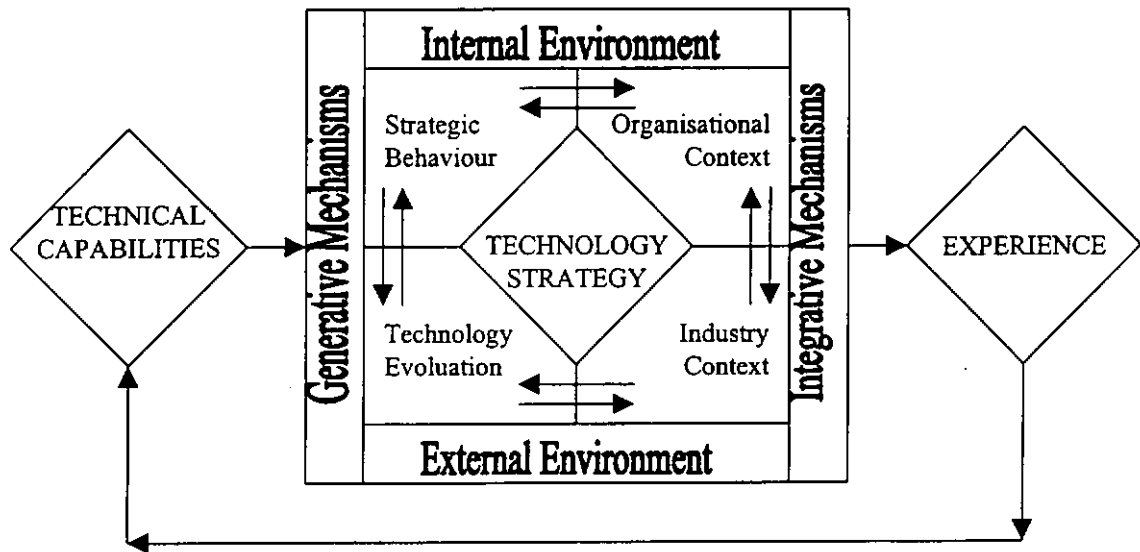 Internal Environment
Generative Mechanisms
Integrative Mechanisms
Strategic
Behaviour
Organisational
Context
TECHNICAL
CAPABILITIES
TECHNOLOGY
STRATEGY
EXPERIENCE
Technology
Evaluation
Industry
Context
External Environment